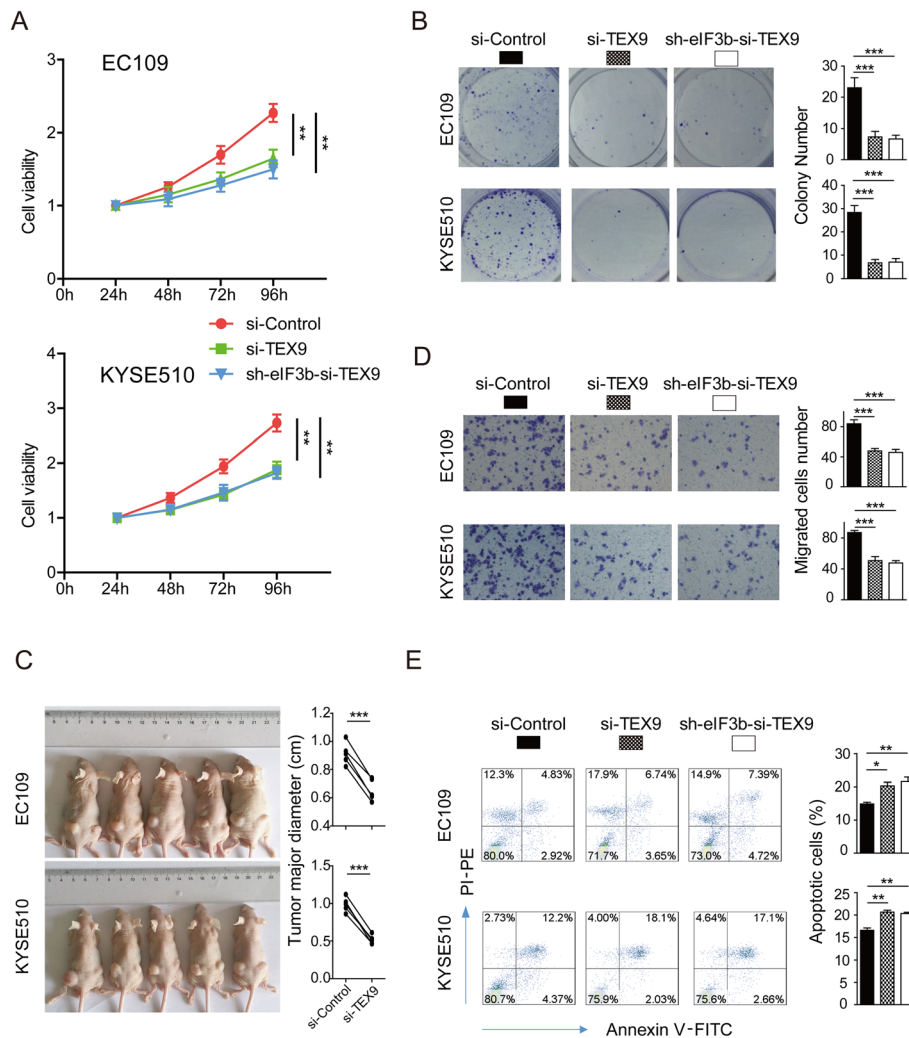 A
EC109
3
2
1
0
Cell viability
0h 24h 48h 72h 96h
**
**
si-Control
si-TEX9
sh-eIF3b-si-TEX9
KYSE510
4
3
2
1
0
Cell viability
0h 24h 48h 72h 96h
**
**
B
si-Control si-TEX9 sh-eIF3b-si-TEX9
EC109
KYSE510
Colony Number
***
***
30
20
10
0
***
***
40
30
20
10
0
D
si-Control si-TEX9 sh-eIF3b-si-TEX9
EC109
KYSE510
Migrated cells number
***
***
80
40
0
***
***
80
40
0
C
EC109
KYSE510
Tumor major diameter (cm)
***
1.2
1.0
0.8
0.6
0.4
***
1.5
1.0
0.5
0.0
si-Control si-TEX9
E
si-Control si-TEX9 sh-eIF3b-si-TEX9
EC109
12.3% 4.83% 17.9% 6.74% 14.9% 7.39%
80.0% 2.92% 71.7% 3.65% 73.0% 4.72%
PI-PE
KYSE510
2.73% 12.2% 4.00% 18.1% 4.64% 17.1%
80.7% 4.37% 75.9% 2.03% 75.6% 2.66%
Annexin V-FITC
Apoptotic cells (%)
**
*
30
20
10
0
**
**
25
20
15
10
5
0